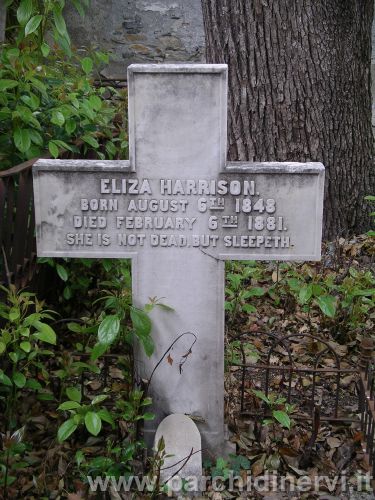 ELIZA HARRISON.
BORN AUGUST 6TH 1848
DIED FEBRUARY 6TH 1881.
SHE IS NOT DEAD, BUT SLEEPETH.
www.parchidinervi.it